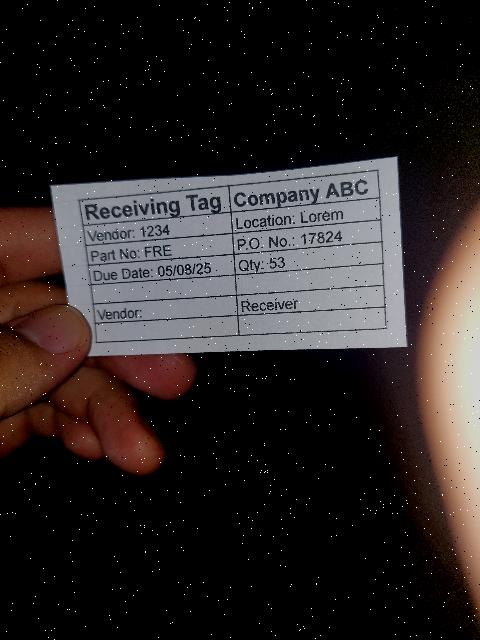 Receiving Tag Company ABC
Vendor: 1234 Location: Lorem
Part No: FRE P.O. No.: 17824
Due Date: 05/08/25 Qty: 53
Vendor: Receiver